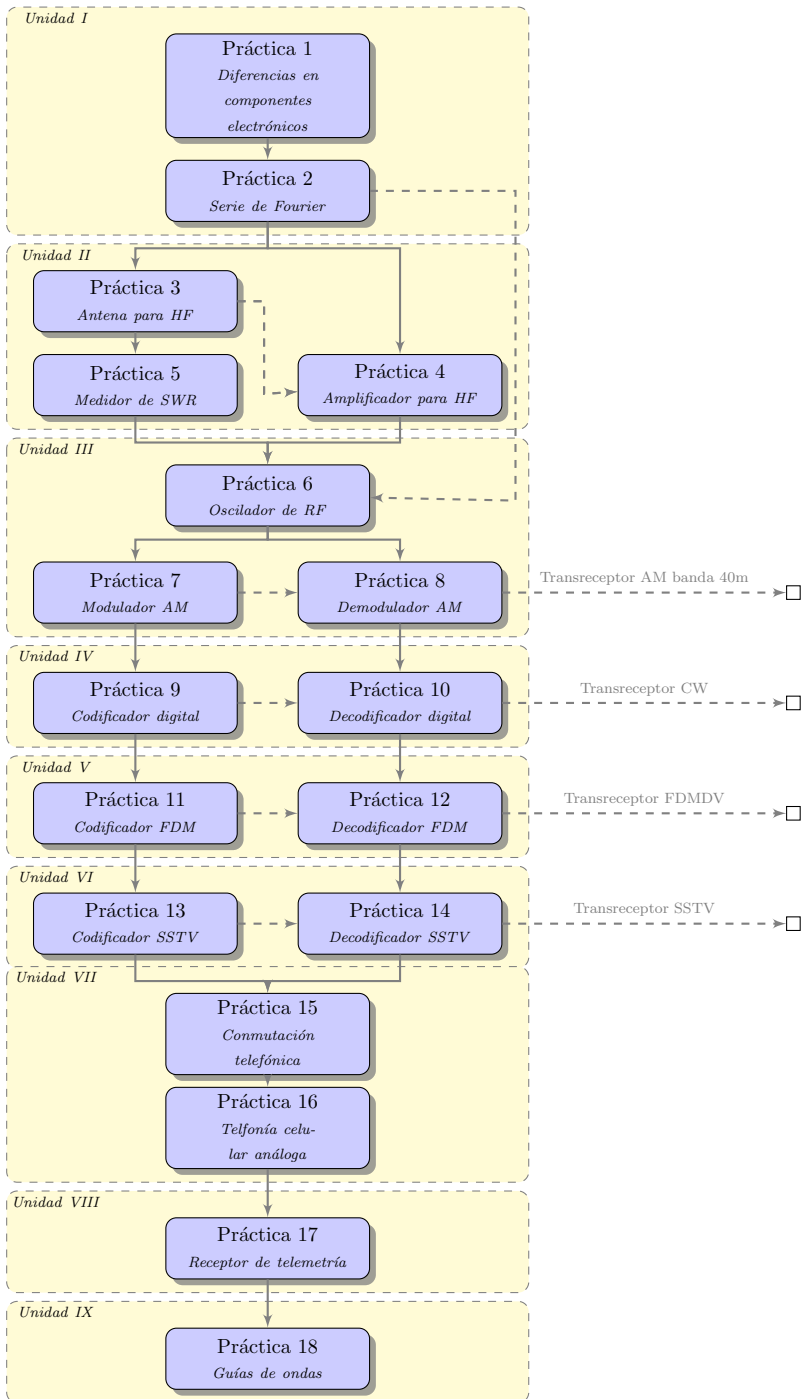 Unidad I
Práctica 1
Diferencias en
componentes
electrónicos
Práctica 2
Serie de Fourier
Unidad II
Práctica 3
Antena para HF
Práctica 5
Medidor de SWR
Práctica 4
Amplificador para HF
Unidad III
Práctica 6
Oscilador de RF
Práctica 7
Modulador AM
Práctica 8
Demodulador AM
Transreceptor AM banda 40m
Unidad IV
Práctica 9
Codificador digital
Práctica 10
Decodificador digital
Transreceptor CW
Unidad V
Práctica 11
Codificador FDM
Práctica 12
Decodificador FDM
Transreceptor FDMDV
Unidad VI
Práctica 13
Codificador SSTV
Práctica 14
Decodificador SSTV
Transreceptor SSTV
Unidad VII
Práctica 15
Conmutación
telefónica
Práctica 16
Telfonía celu-
lar análoga
Unidad VIII
Práctica 17
Receptor de telemetría
Unidad IX
Práctica 18
Guías de ondas